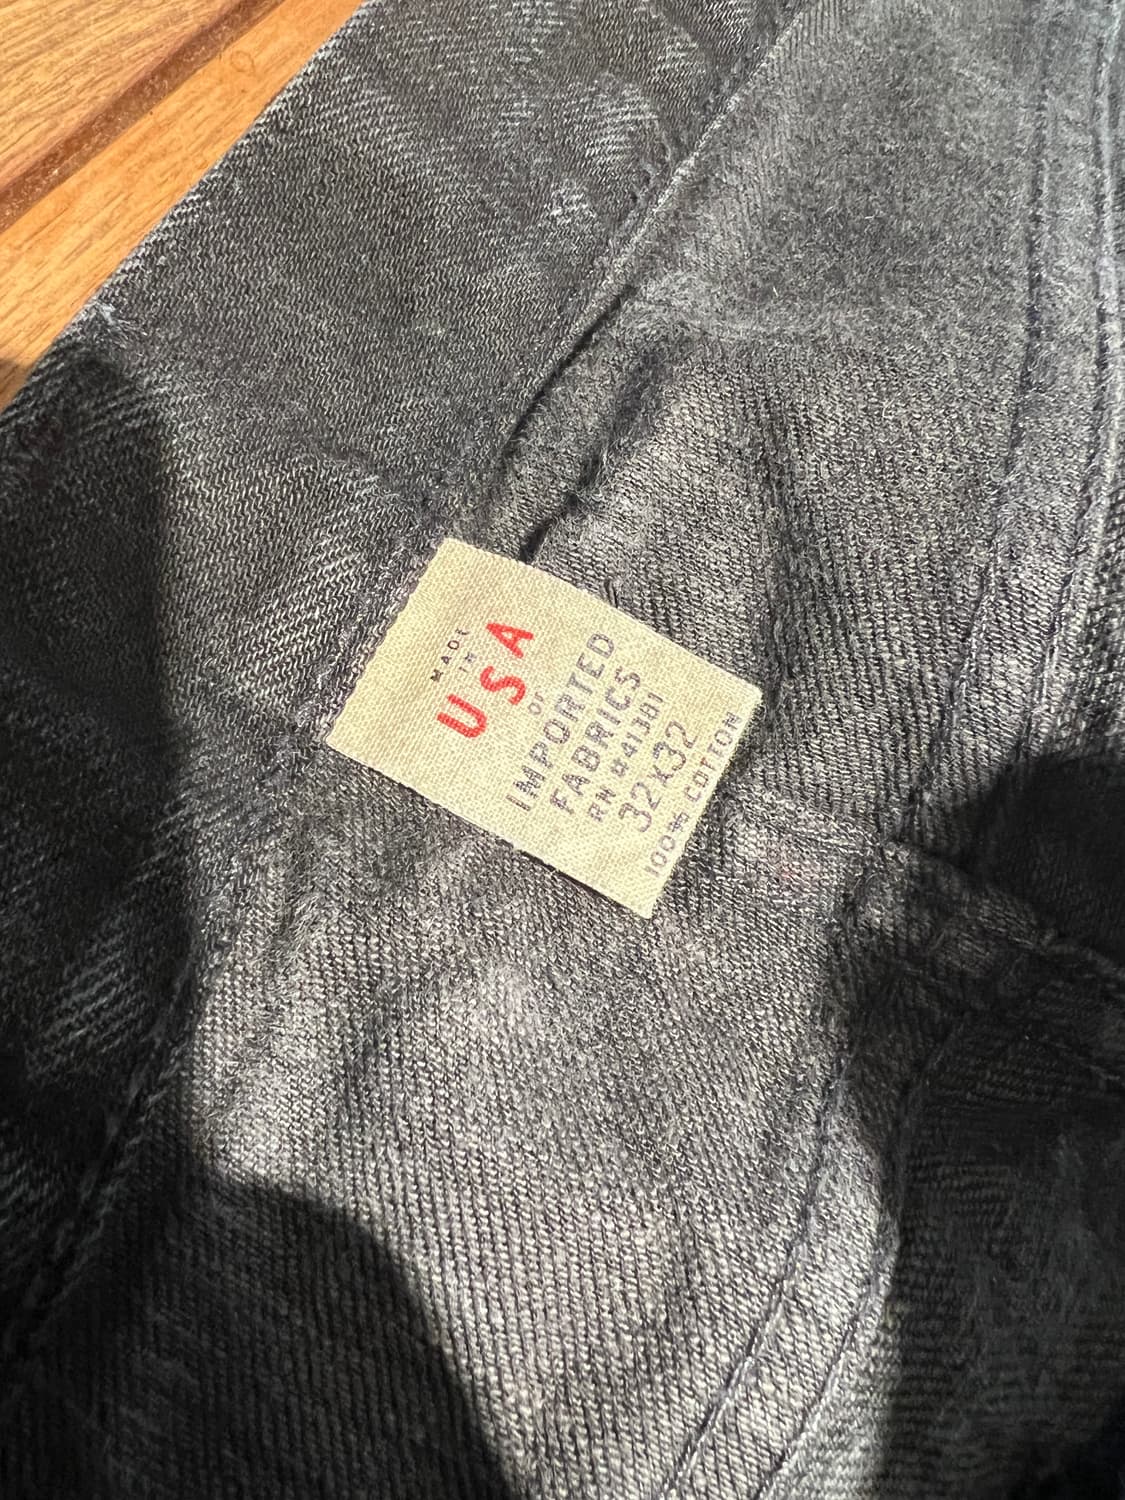 MADE
IN
USA
OF
IMPORTED
FABRICS
RN #41381
32x32
100% COTTON